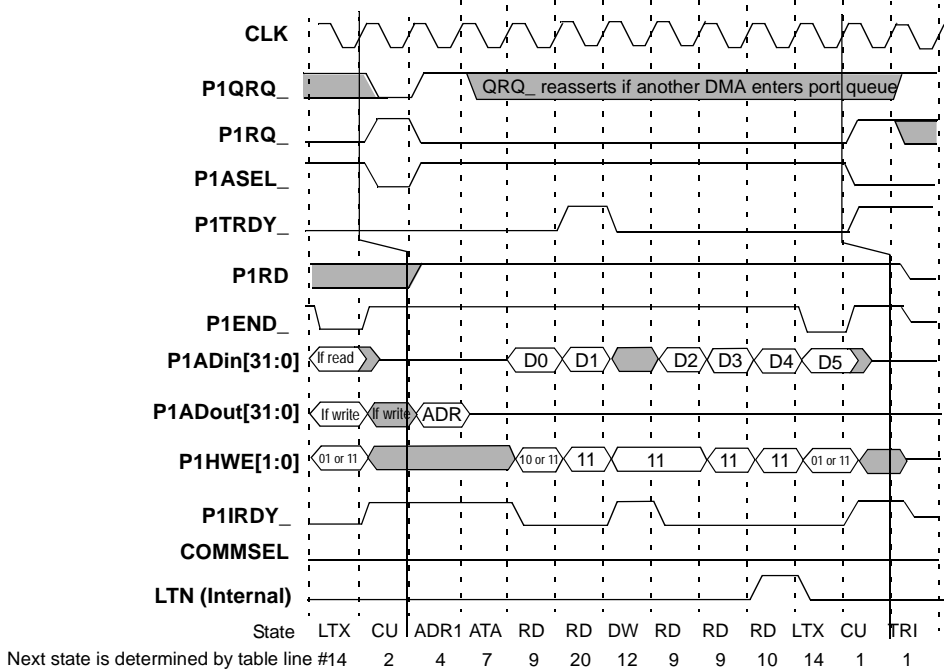 CLK
P1QRQ_
QRQ_ reasserts if another DMA enters port queue
P1RQ_
P1ASEL_
P1TRDY_
P1RD
P1END_
P1ADin[31:0] If read D0 D1 D2 D3 D4 D5
P1ADout[31:0] If write If write ADR
P1HWE[1:0] 01 or 11 10 or 11 11 11 11 11 01 or 11
P1IRDY_
COMMSEL
LTN (Internal)
State LTX CU ADR1 ATA RD RD DW RD RD RD LTX CU TRI
Next state is determined by table line #14 2 4 7 9 20 12 9 9 10 14 1 1